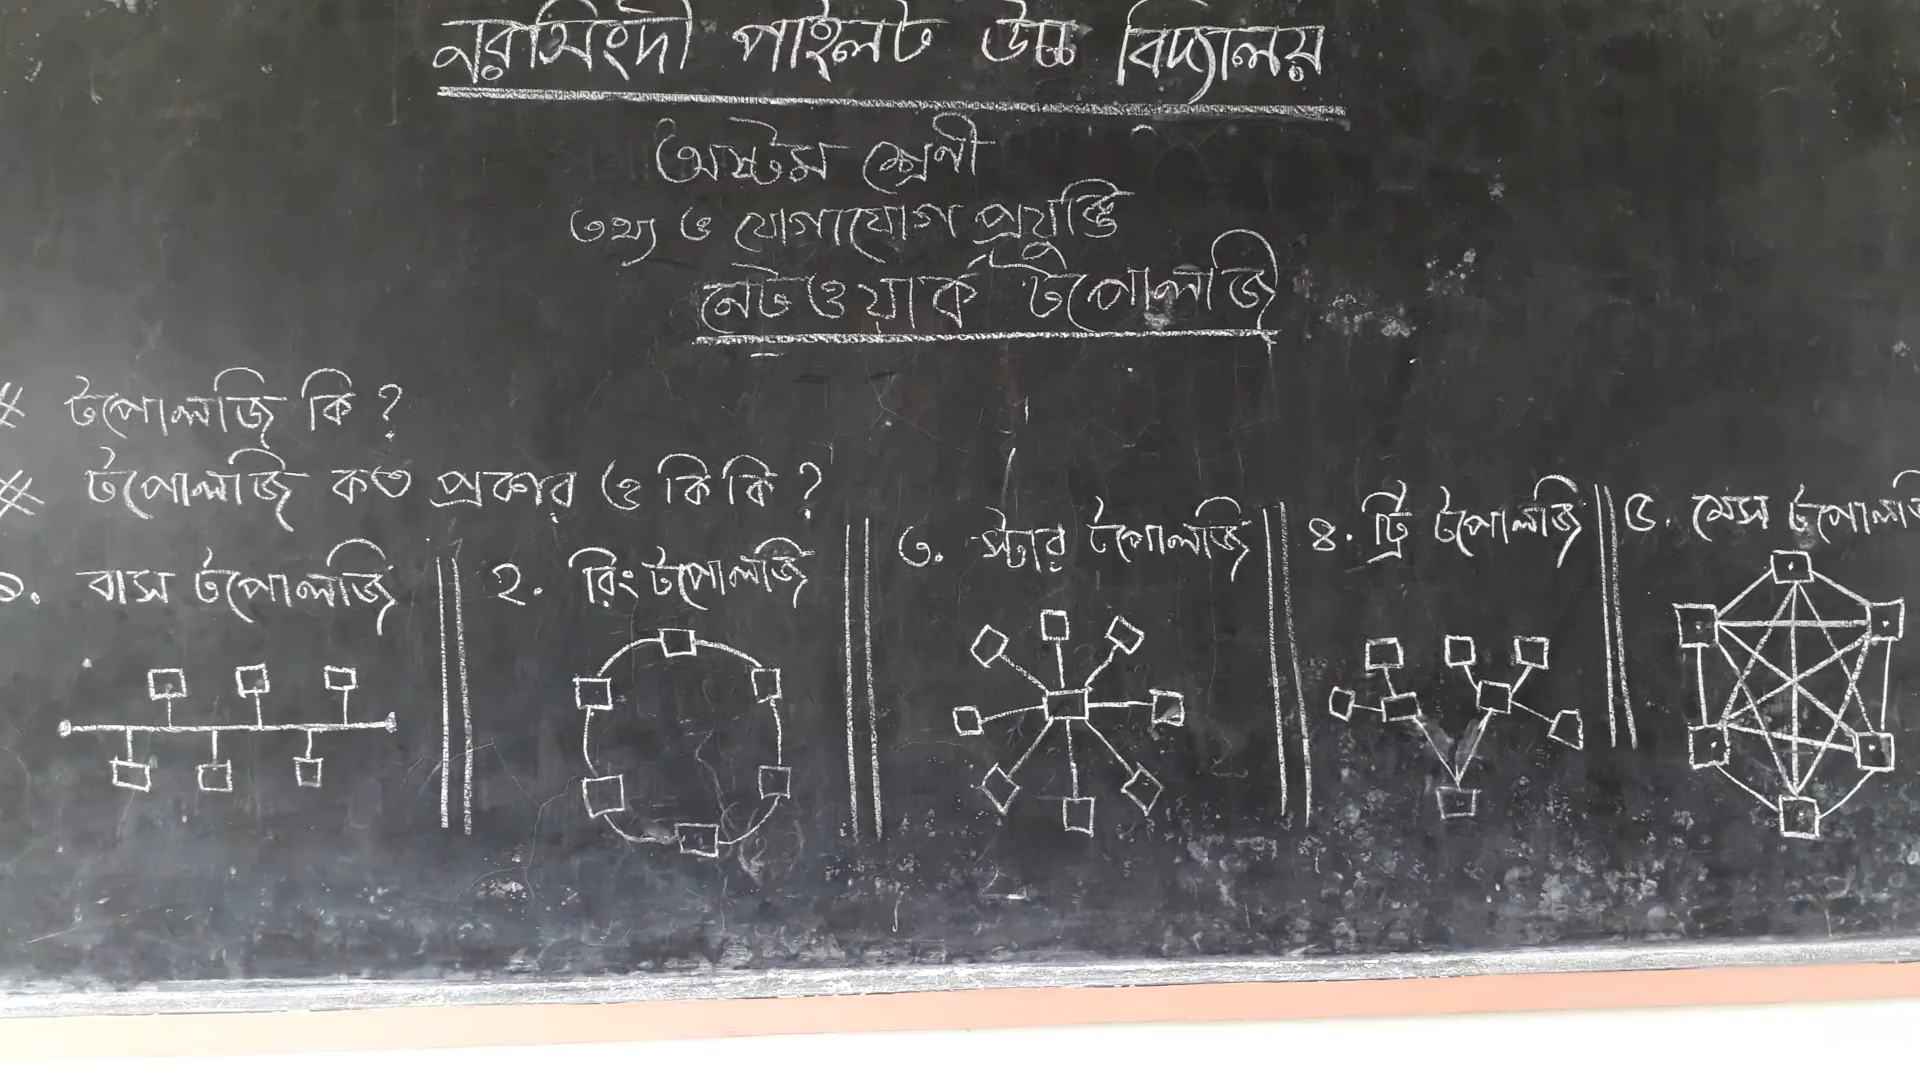 নরসিংদী পাইলট উচ্চ বিদ্যালয়
অষ্টম শ্রেণী
তথ্য ও যোগাযোগ প্রযুক্তি
নেটওয়ার্ক টপোলজি
# টপোলজি কি?
# টপোলজি কত প্রকার ও কি কি?
১. বাস টপোলজি
২. রিং টপোলজি
৩. স্টার টপোলজি
৪. ট্রি টপোলজি
৫. মেস টপোলজি